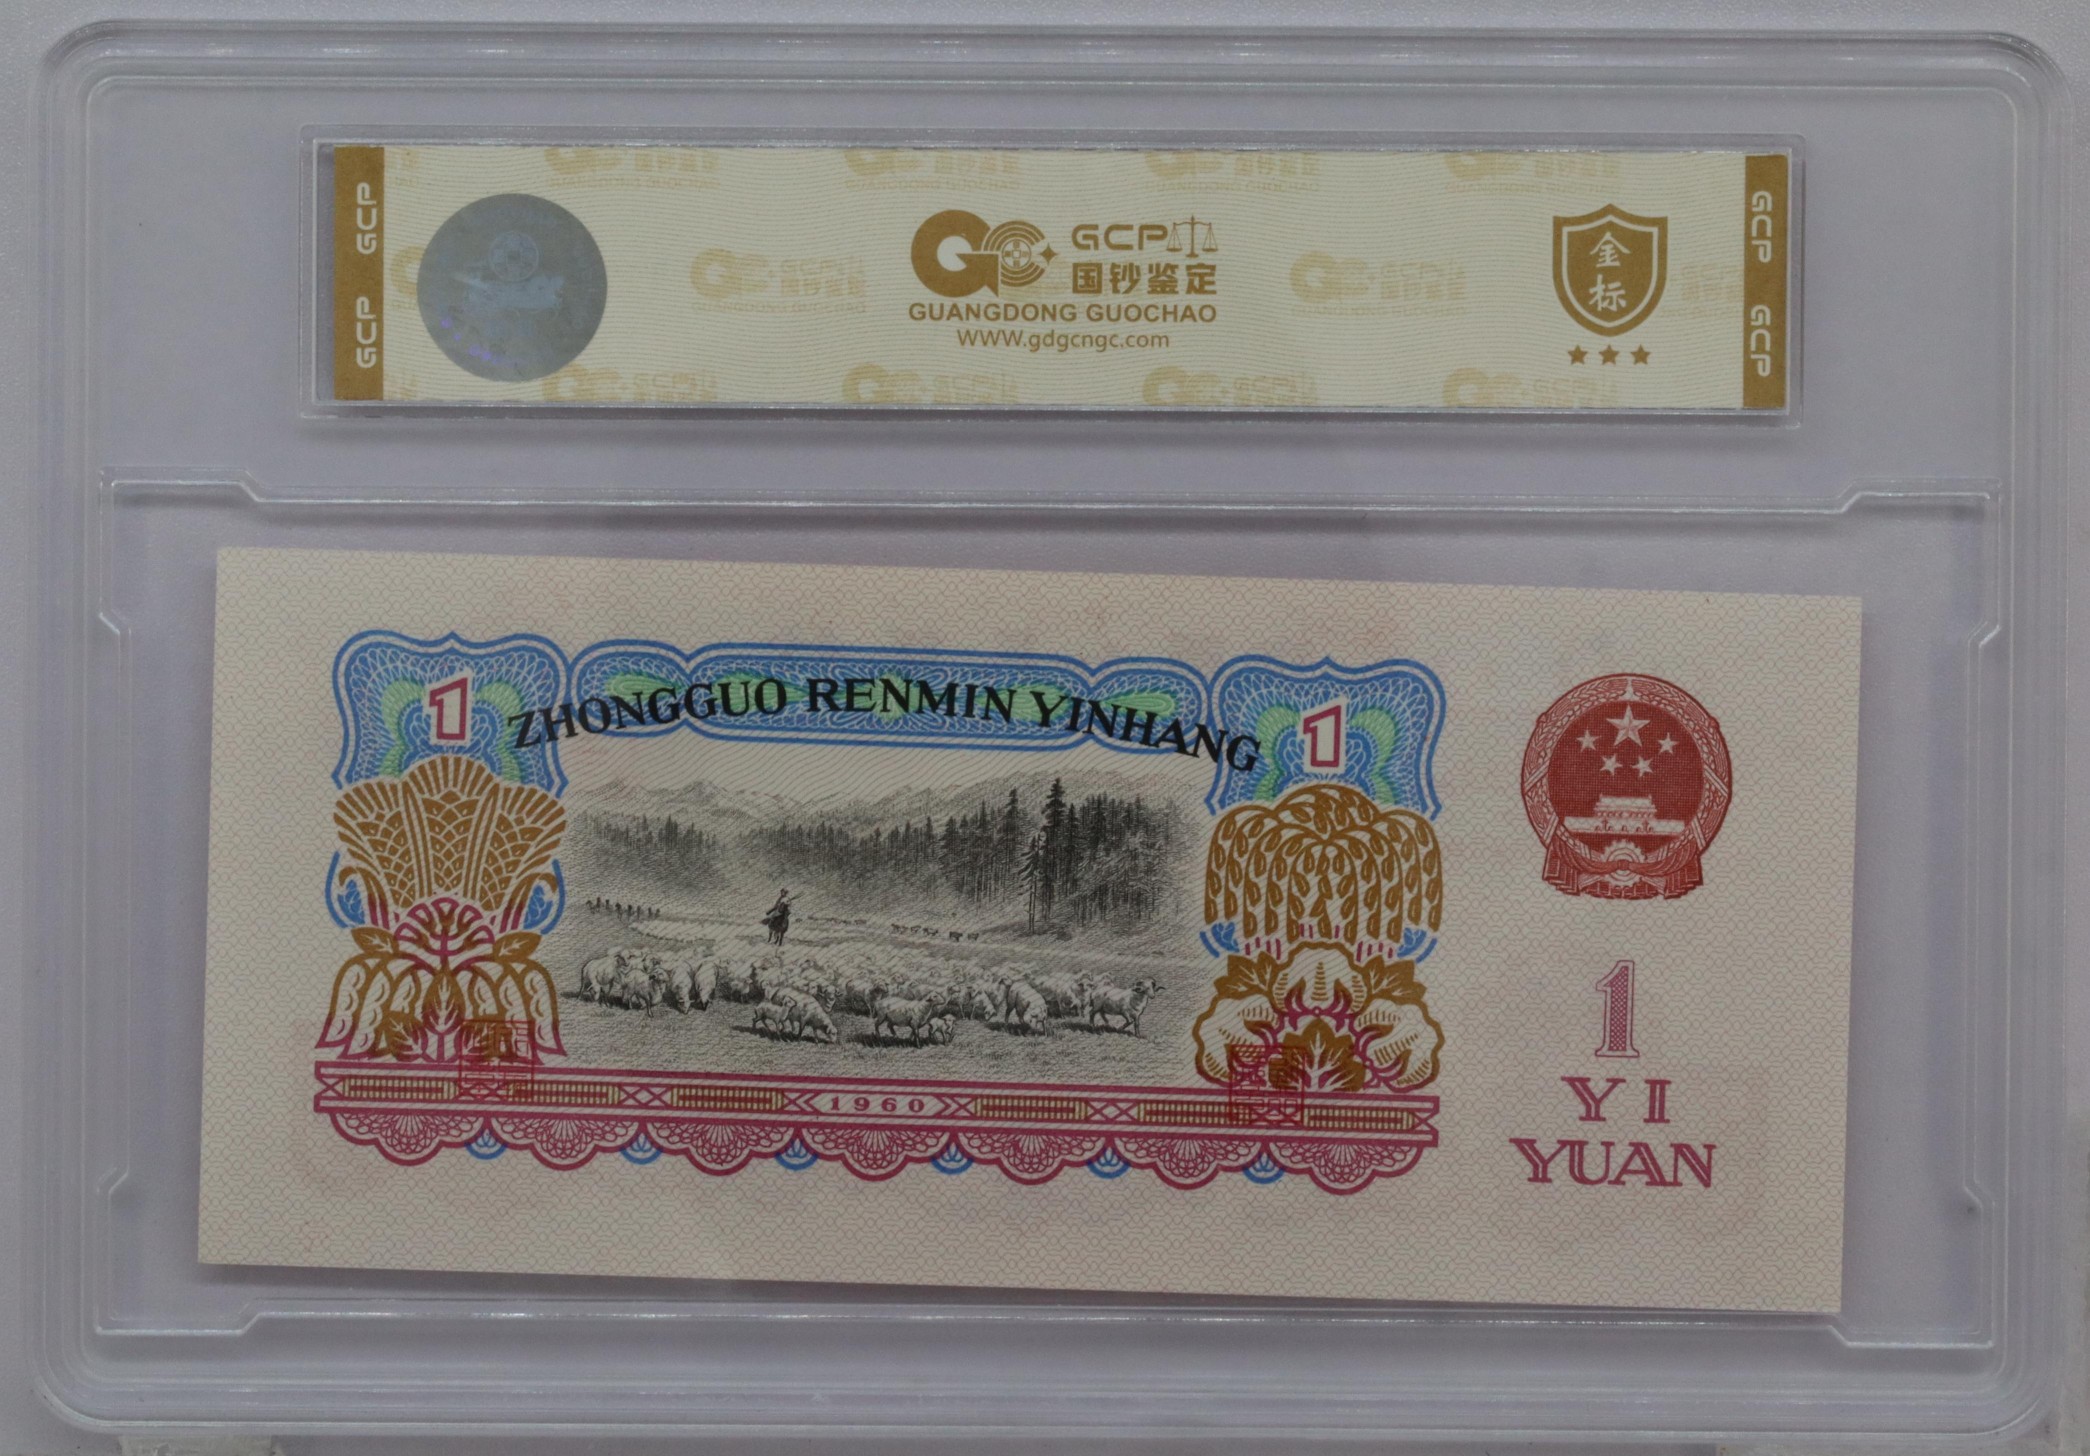 GCP
GCP
GCP
国钞鉴定
GUANGDONG GUOCHAO
WWW.gdgcngc.com
金
标
GCP
GCP
1
ZHONGGUO RENMIN YINHANG
1
1960
1
YI
YUAN